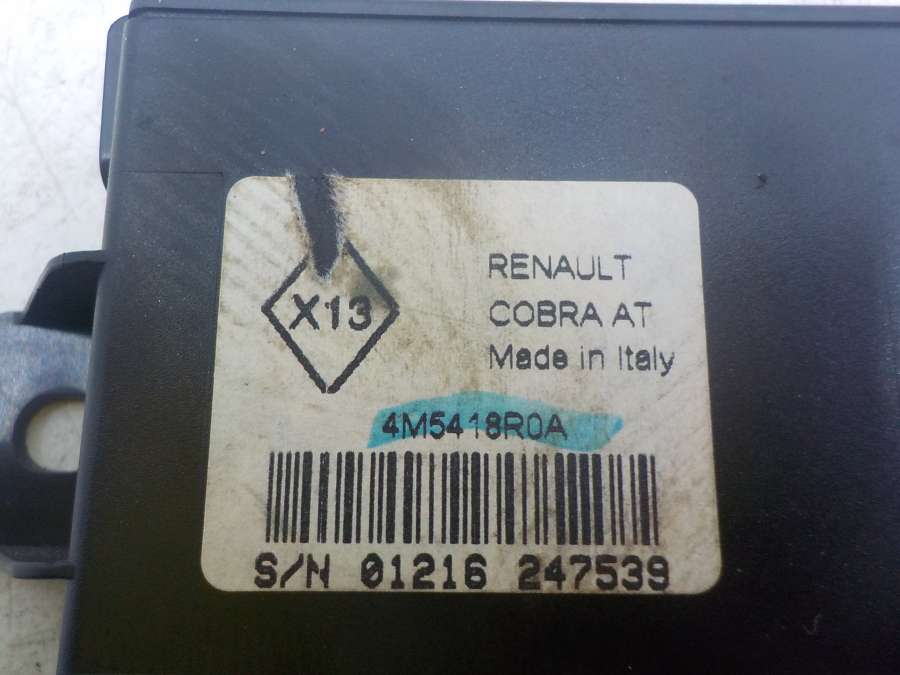 X13
RENAULT
COBRA AT
Made in Italy
4M5418R0A
S/N 01216 247539